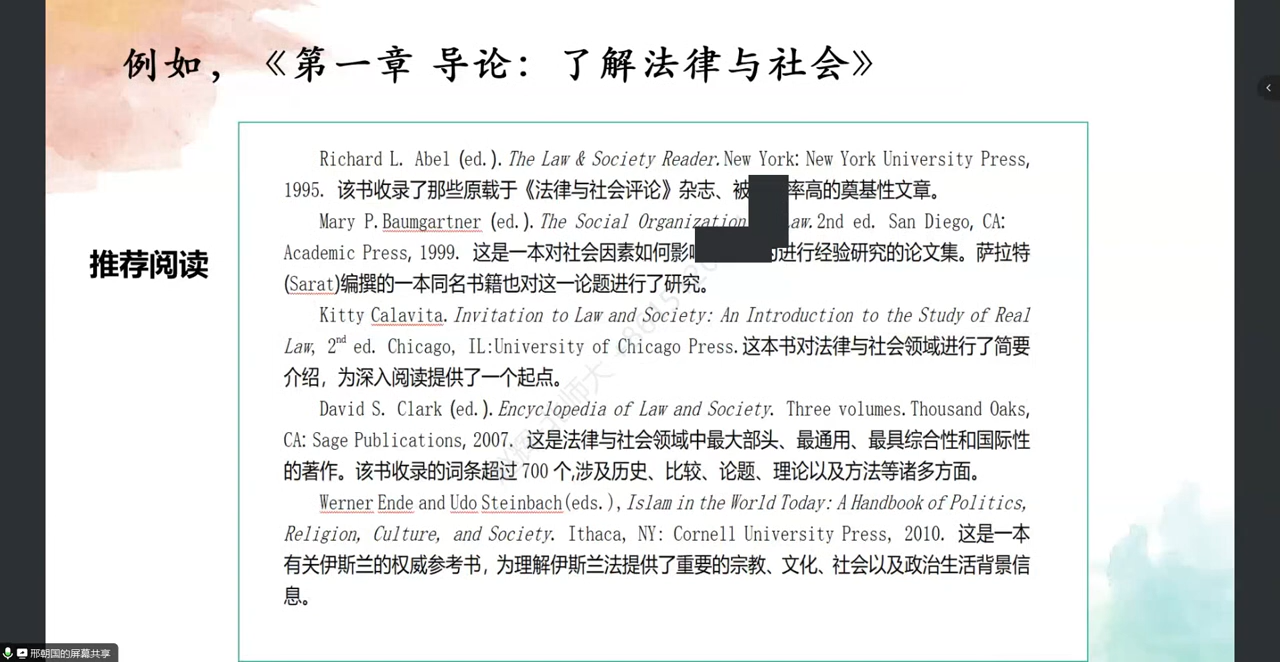 例如，《第一章 导论：了解法律与社会》
推荐阅读
Richard L. Abel (ed.). The Law & Society Reader. New York: New York University Press,
1995. 该书收录了那些原载于《法律与社会评论》杂志、被 率高的奠基性文章。
Mary P. Baumgartner (ed.). The Social Organization 2nd ed. San Diego, CA:
Academic Press, 1999. 这是一本对社会因素如何影 进行经验研究的论文集。萨拉特
(Sarat)编撰的一本同名书籍也对这一论题进行了研究。
Kitty Calavita. Invitation to Law and Society: An Introduction to the Study of Real
Law, 2nd ed. Chicago, IL:University of Chicago Press. 这本书对法律与社会领域进行了简要
介绍，为深入阅读提供了一个起点。
David S. Clark (ed.). Encyclopedia of Law and Society. Three volumes. Thousand Oaks,
CA: Sage Publications, 2007. 这是法律与社会领域中最大部头、最通用、最具综合性和国际性
的著作。该书收录的词条超过 700 个,涉及历史、比较、论题、理论以及方法等诸多方面。
Werner Ende and Udo Steinbach(eds.), Islam in the World Today: A Handbook of Politics,
Religion, Culture, and Society. Ithaca, NY: Cornell University Press, 2010. 这是一本
有关伊斯兰的权威参考书，为理解伊斯兰法提供了重要的宗教、文化、社会以及政治生活背景信
息。
邢朝国的屏幕共享